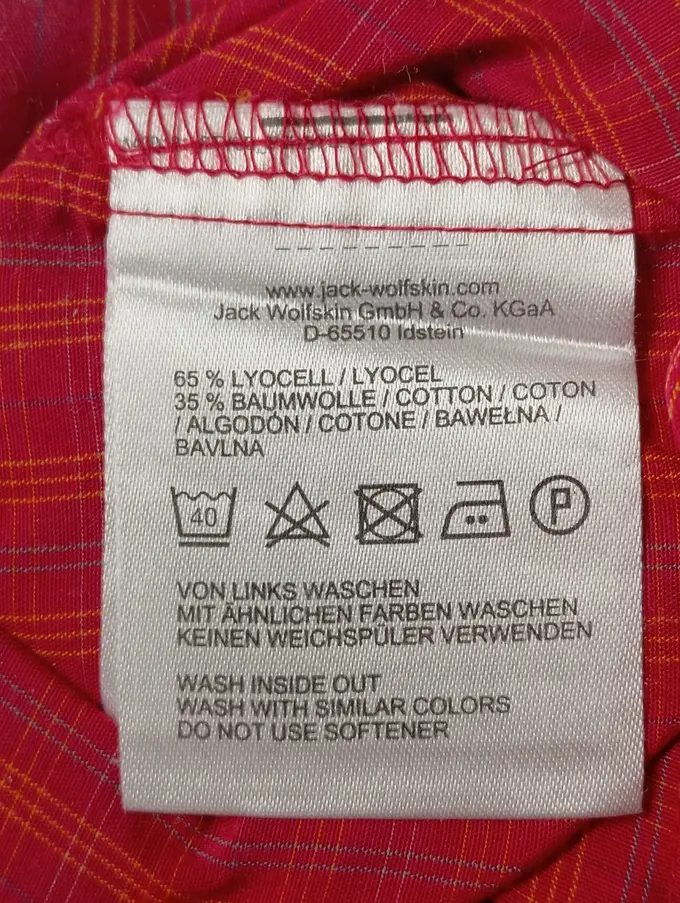 www.jack-wolfskin.com
Jack Wolfskin GmbH & Co. KGaA
D-65510 Idstein
65 % LYOCELL / LYOCEL
35 % BAUMWOLLE / COTTON / COTON
/ ALGODÓN / COTONE / BAWEŁNA /
BAVLNA
40 P
VON LINKS WASCHEN
MIT ÄHNLICHEN FARBEN WASCHEN
KEINEN WEICHSPÜLER VERWENDEN
WASH INSIDE OUT
WASH WITH SIMILAR COLORS
DO NOT USE SOFTENER